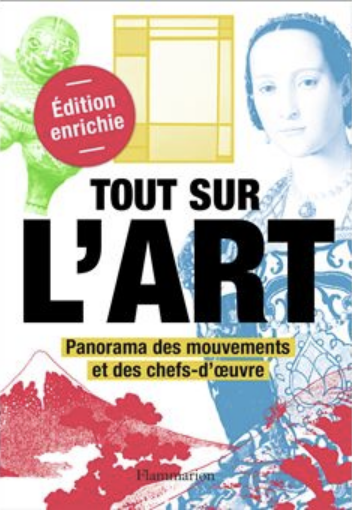 Édition
enrichie
TOUT SUR
L'ART
Panorama des mouvements
et des chefs-d'œuvre
Flammarion